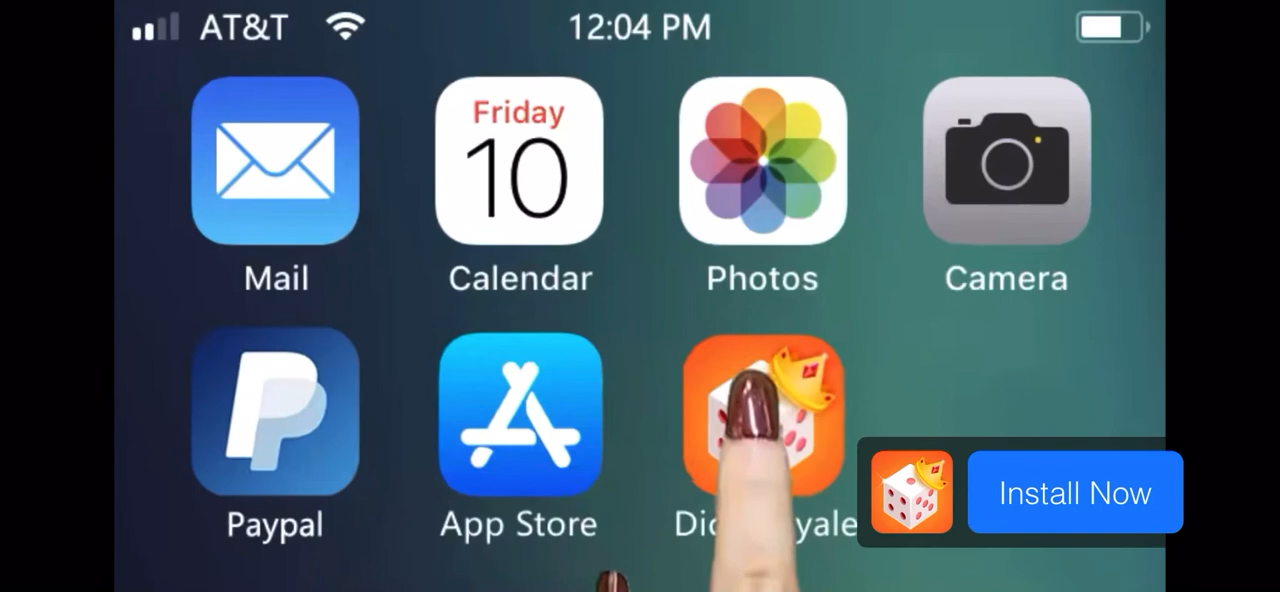 AT&T
12:04 PM
Friday
10
Mail
Calendar
Photos
Camera
Paypal
App Store
Install Now